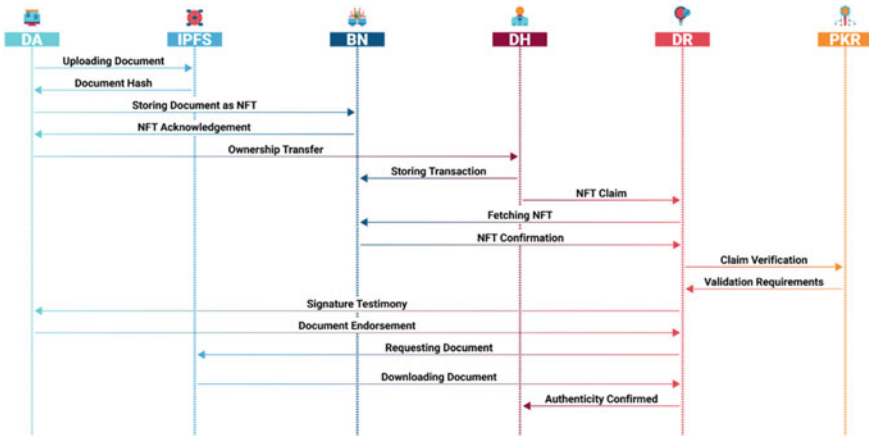 DA IPFS BN DH DR PKR
Uploading Document
Document Hash
Storing Document as NFT
NFT Acknowledgement
Ownership Transfer
Storing Transaction
NFT Claim
Fetching NFT
NFT Confirmation
Claim Verification
Validation Requirements
Signature Testimony
Document Endorsement
Requesting Document
Downloading Document
Authenticity Confirmed